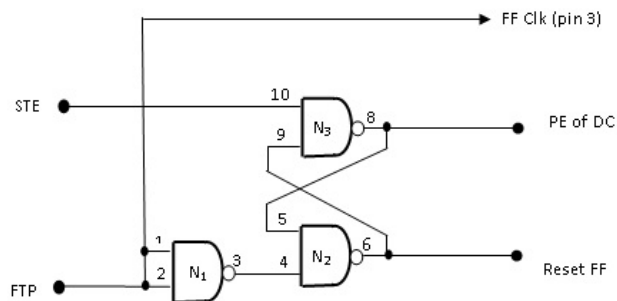 FF Clk (pin 3)
STE
10
8
PE of DC
N3
9
5
1
3
6
2
N2
N1
4
FTP
Reset FF